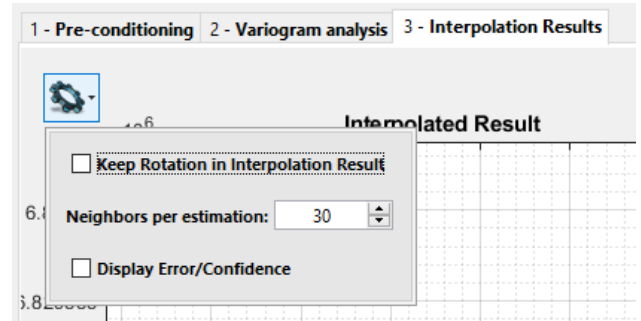 1 - Pre-conditioning 2 - Variogram analysis 3 - Interpolation Results
Interpolated Result
Keep Rotation in Interpolation Result
Neighbors per estimation: 30
Display Error/Confidence